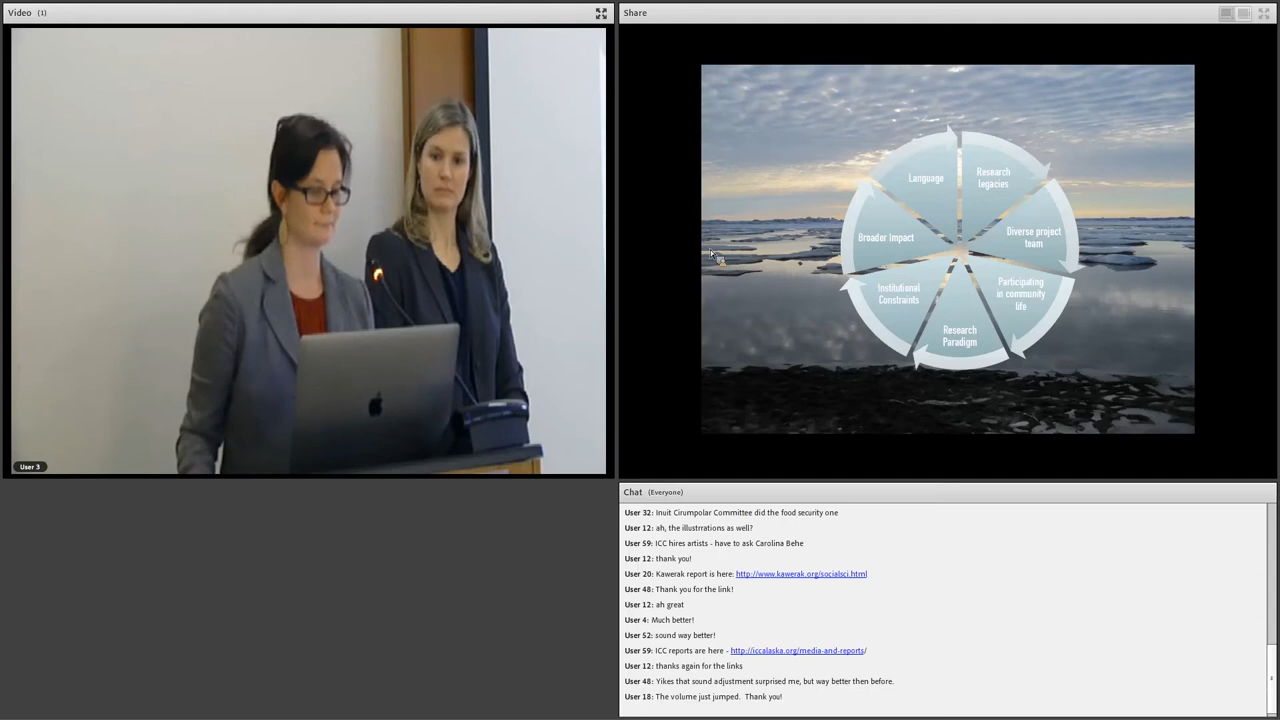 Video (1)
User 3
Share
Language
Research
legacies
Broader Impact
Diverse project
team
Institutional
Constraints
Participating
in community
life
Research
Paradigm
Chat (Everyone)
User 32: Inuit Cirumpolar Committee did the food security one
User 12: ah, the illustrrations as well?
User 59: ICC hires artists - have to ask Carolina Behe
User 12: thank you!
User 20: Kawerak report is here: http://www.kawerak.org/socialsci.html
User 48: Thank you for the link!
User 12: ah great
User 4: Much better!
User 52: sound way better!
User 59: ICC reports are here - http://iccalaska.org/media-and-reports/
User 12: thanks again for the links
User 48: Yikes that sound adjustment surprised me, but way better then before.
User 18: The volume just jumped. Thank you!